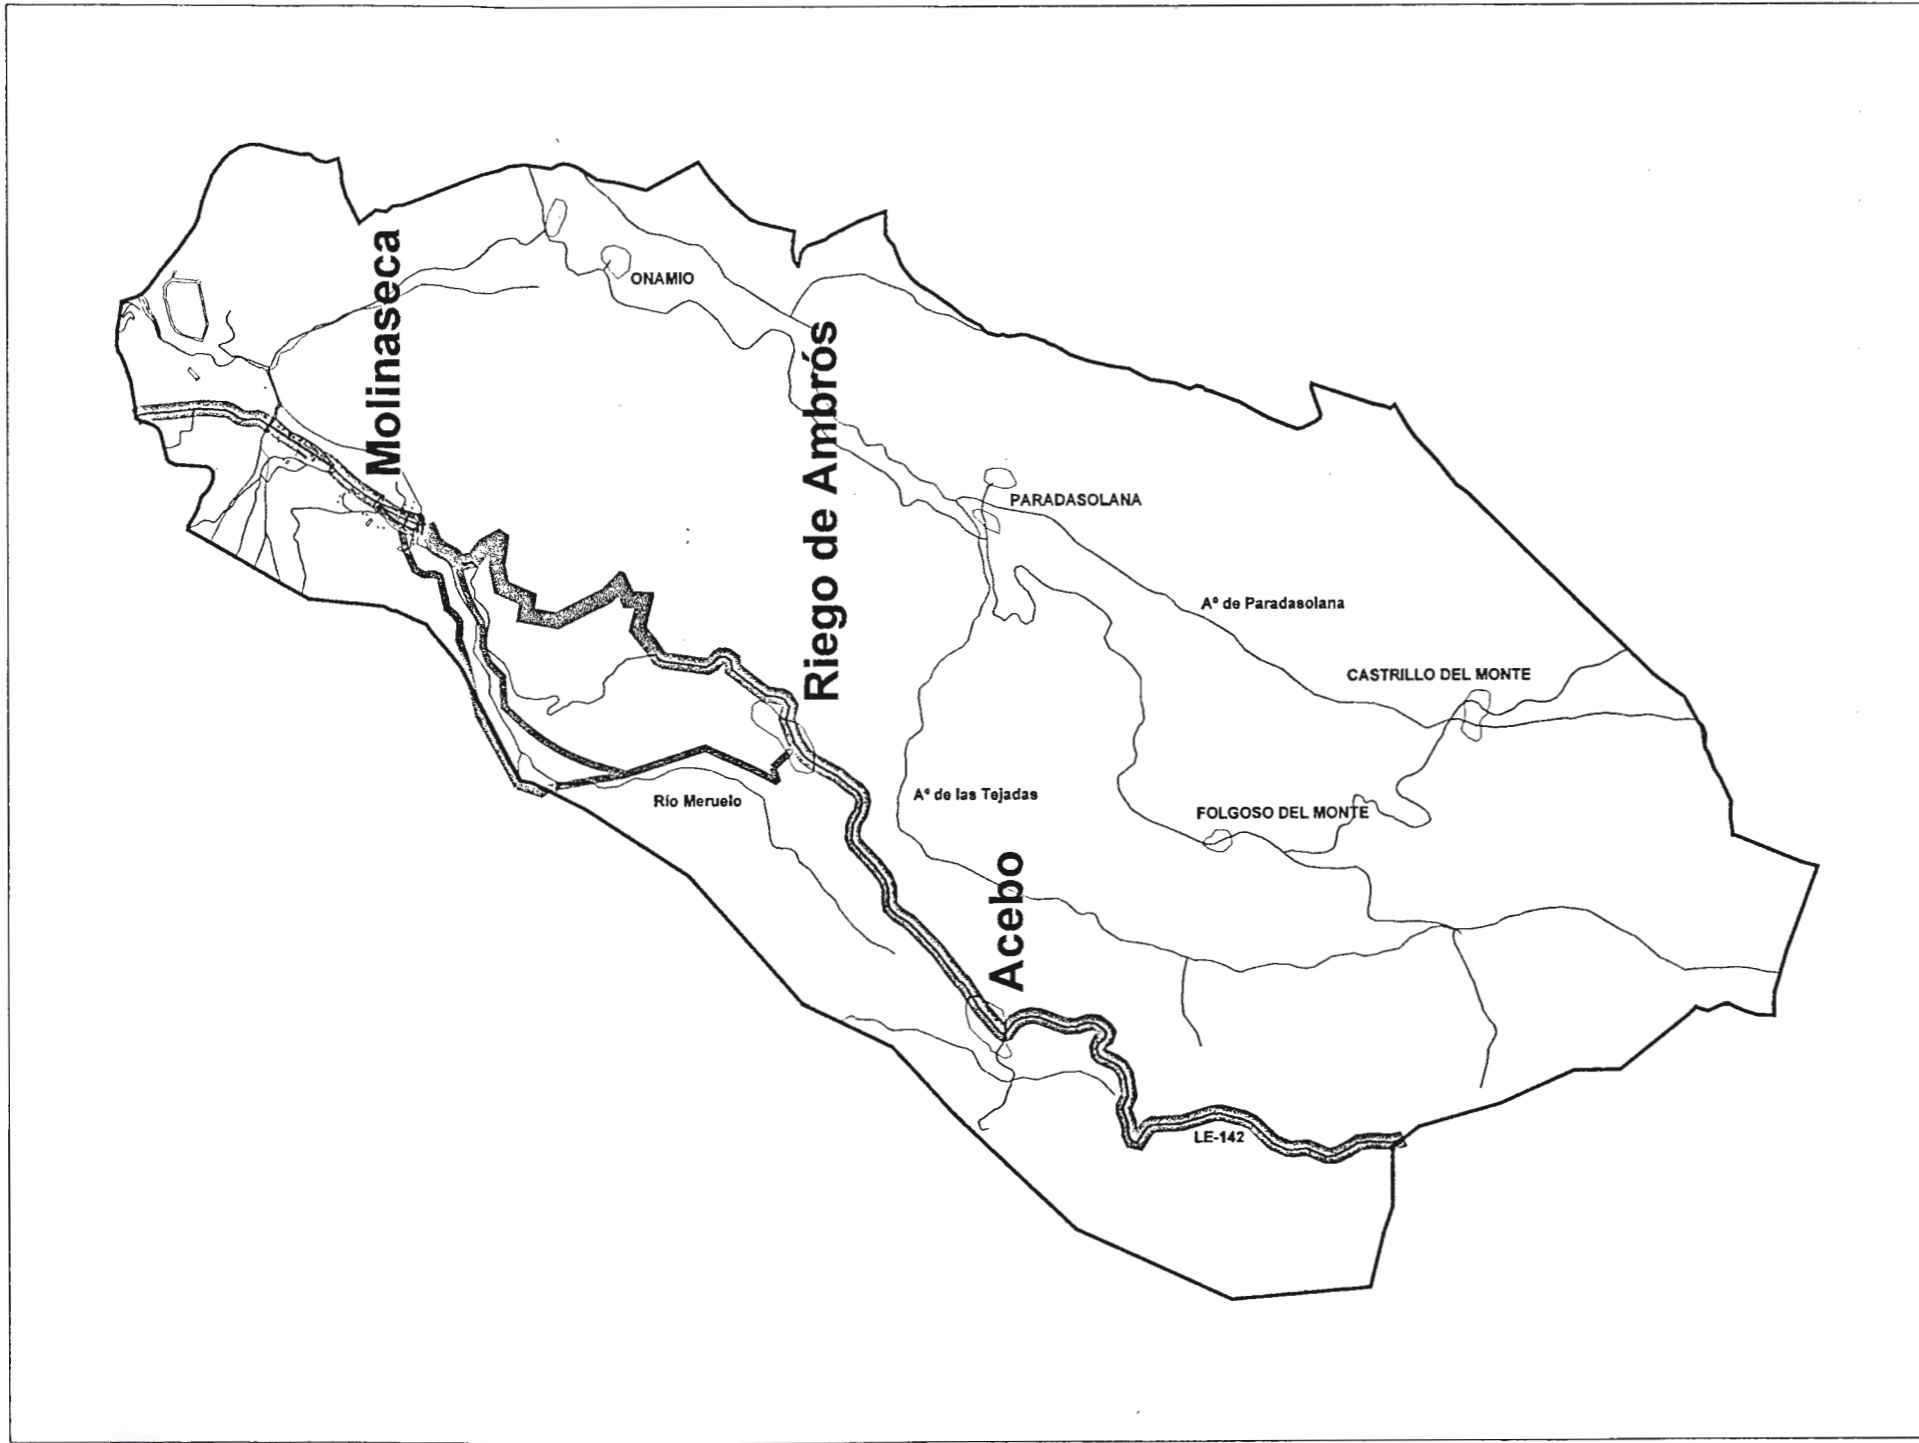 Molinaseca
ONAMIO
Riego de Ambrós
PARADASOLANA
Aº de Paradasolana
CASTRILLO DEL MONTE
Río Meruelo
Aº de las Tejadas
FOLGOSO DEL MONTE
Acebo
LE-142